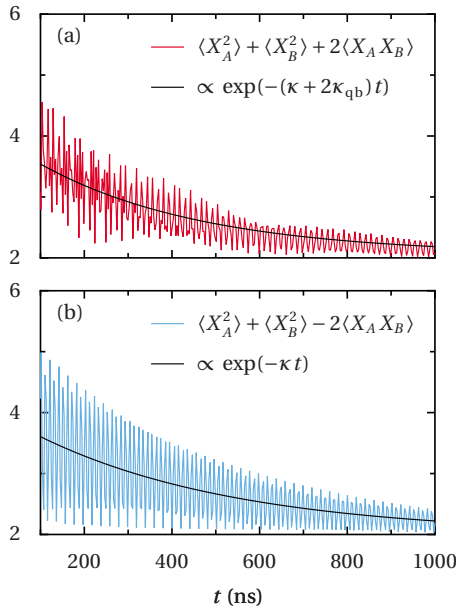 (a)
⟨X_A^2⟩ + ⟨X_B^2⟩ + 2⟨X_A X_B⟩
∝ exp(−(κ + 2κ_qb)t)
6
4
2
(b)
⟨X_A^2⟩ + ⟨X_B^2⟩ − 2⟨X_A X_B⟩
∝ exp(−κt)
6
4
2
200 400 600 800 1000
t (ns)